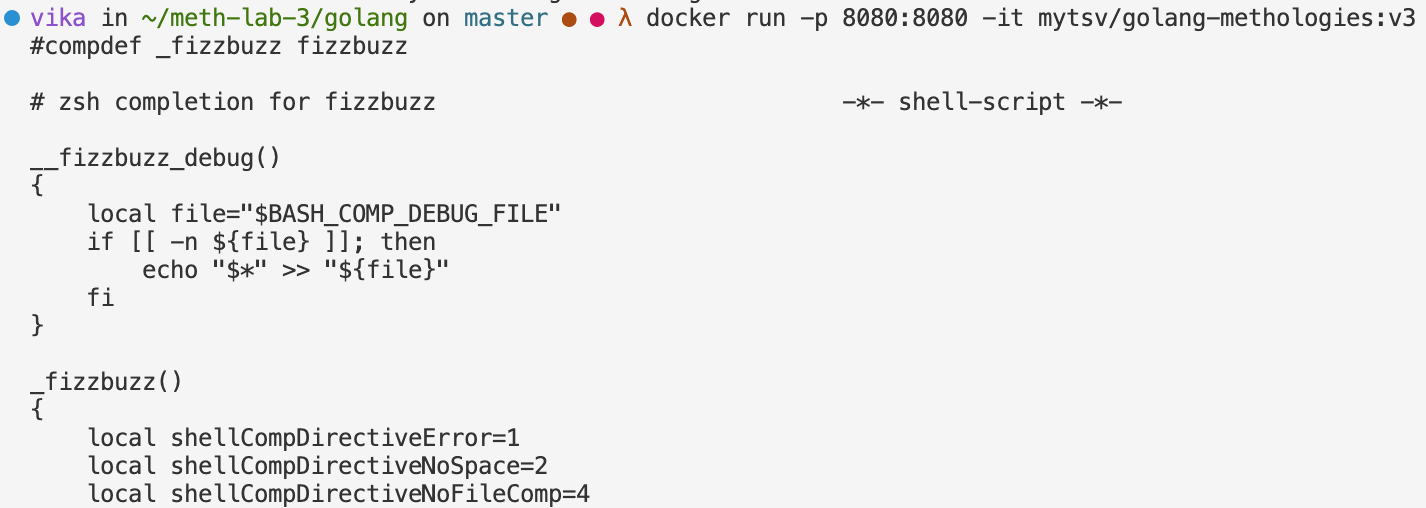 vika in ~/meth-lab-3/golang on master ● ● λ docker run -p 8080:8080 -it mytsv/golang-methologies:v3
#compdef _fizzbuzz fizzbuzz
# zsh completion for fizzbuzz                              -*- shell-script -*-
__fizzbuzz_debug()
{
    local file="$BASH_COMP_DEBUG_FILE"
    if [[ -n ${file} ]]; then
        echo "$*" >> "${file}"
    fi
}
_fizzbuzz()
{
    local shellCompDirectiveError=1
    local shellCompDirectiveNoSpace=2
    local shellCompDirectiveNoFileComp=4